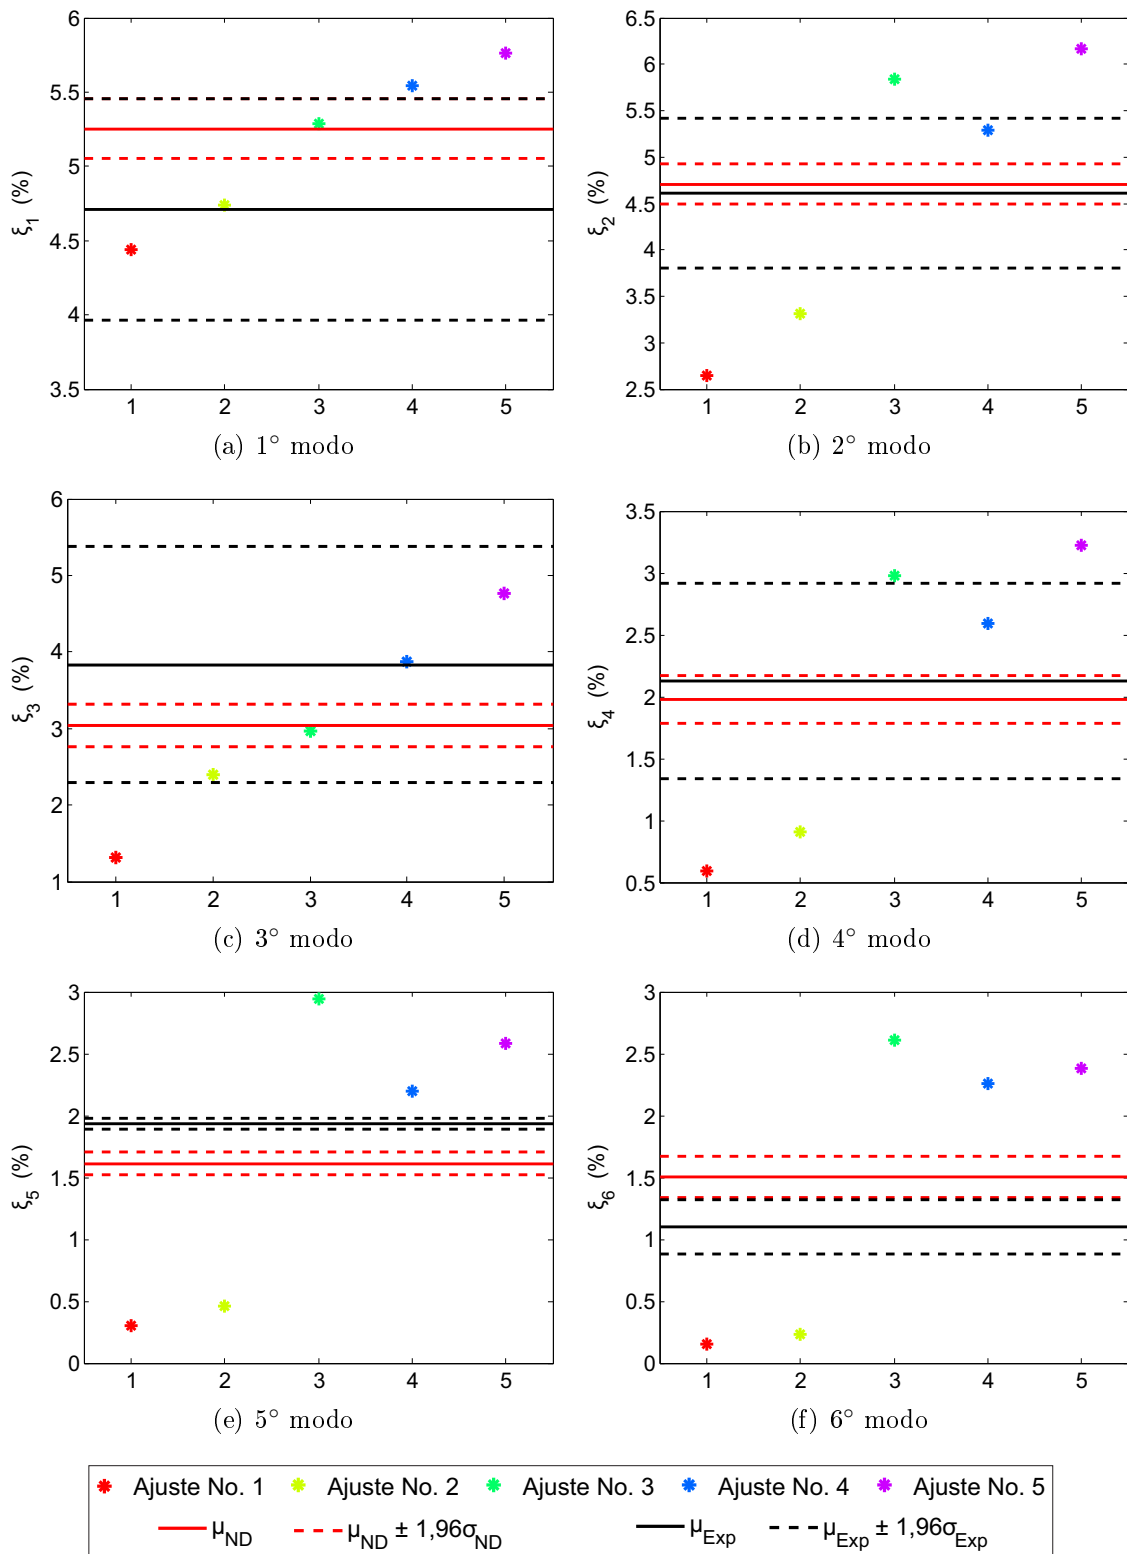 6
5.5
5
4.5
4
3.5
ξ1 (%)
1 2 3 4 5
(a) 1° modo
6.5
6
5.5
5
4.5
4
3.5
3
2.5
ξ2 (%)
1 2 3 4 5
(b) 2° modo
6
5
4
3
2
1
ξ3 (%)
1 2 3 4 5
(c) 3° modo
3.5
3
2.5
2
1.5
1
0.5
ξ4 (%)
1 2 3 4 5
(d) 4° modo
3
2.5
2
1.5
1
0.5
0
ξ5 (%)
1 2 3 4 5
(e) 5° modo
3
2.5
2
1.5
1
0.5
0
ξ6 (%)
1 2 3 4 5
(f) 6° modo
Ajuste No. 1 Ajuste No. 2 Ajuste No. 3 Ajuste No. 4 Ajuste No. 5
μND μND ± 1,96σND μExp μExp ± 1,96σExp